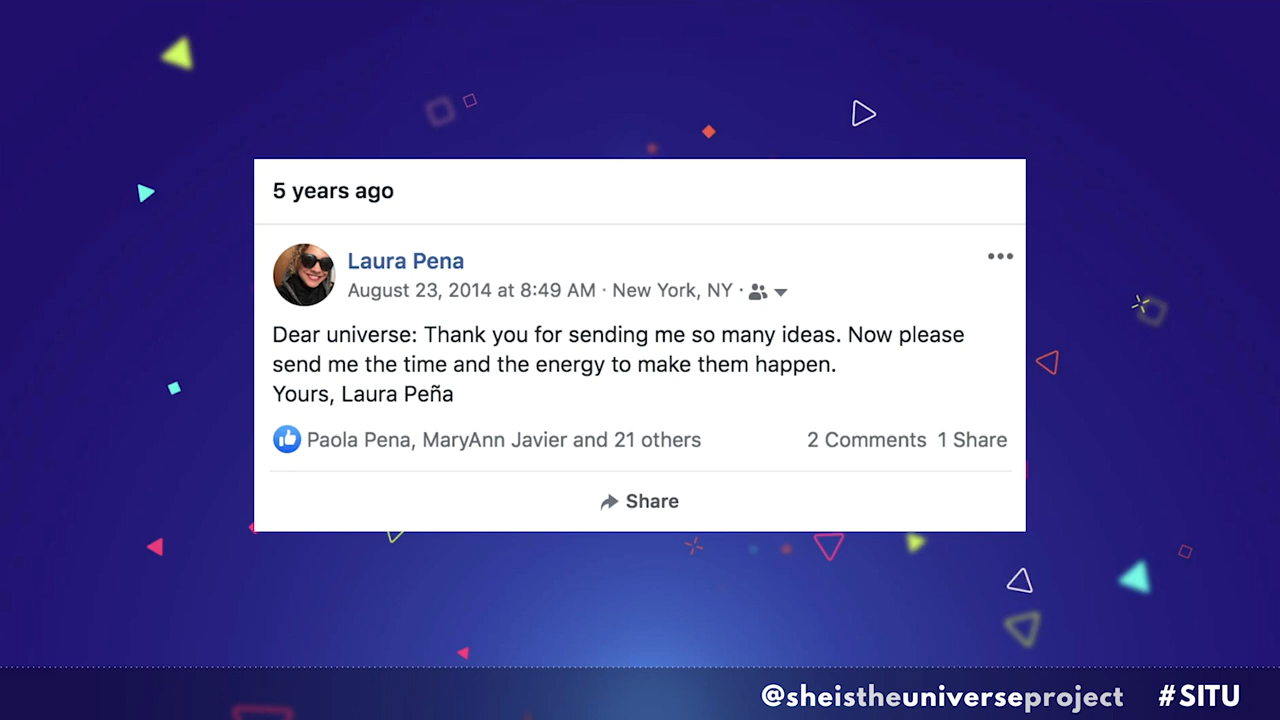 5 years ago
Laura Pena
August 23, 2014 at 8:49 AM · New York, NY ·
Dear universe: Thank you for sending me so many ideas. Now please
send me the time and the energy to make them happen.
Yours, Laura Peña
Paola Pena, MaryAnn Javier and 21 others 2 Comments 1 Share
Share
@sheistheuniverseproject #SITU